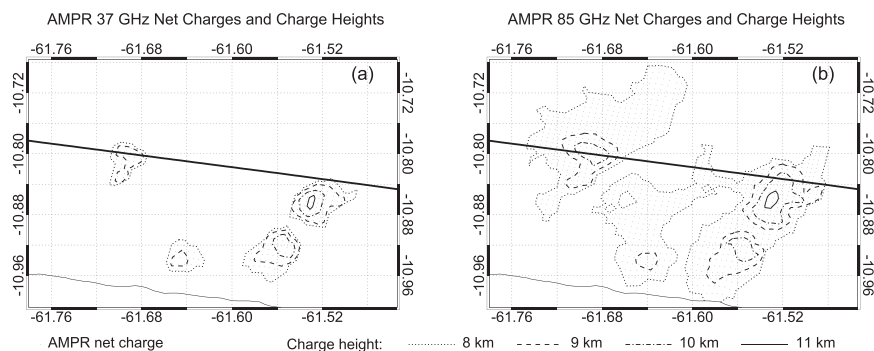 AMPR 37 GHz Net Charges and Charge Heights
AMPR 85 GHz Net Charges and Charge Heights
-61.76 -61.68 -61.60 -61.52
-61.76 -61.68 -61.60 -61.52
(a)
(b)
-10.72
-10.80
-10.88
-10.96
-10.72
-10.80
-10.88
-10.96
-10.72
-10.80
-10.88
-10.96
-10.72
-10.80
-10.88
-10.96
-61.76 -61.68 -61.60 -61.52
-61.76 -61.68 -61.60 -61.52
AMPR net charge
Charge height: 8 km 9 km 10 km 11 km